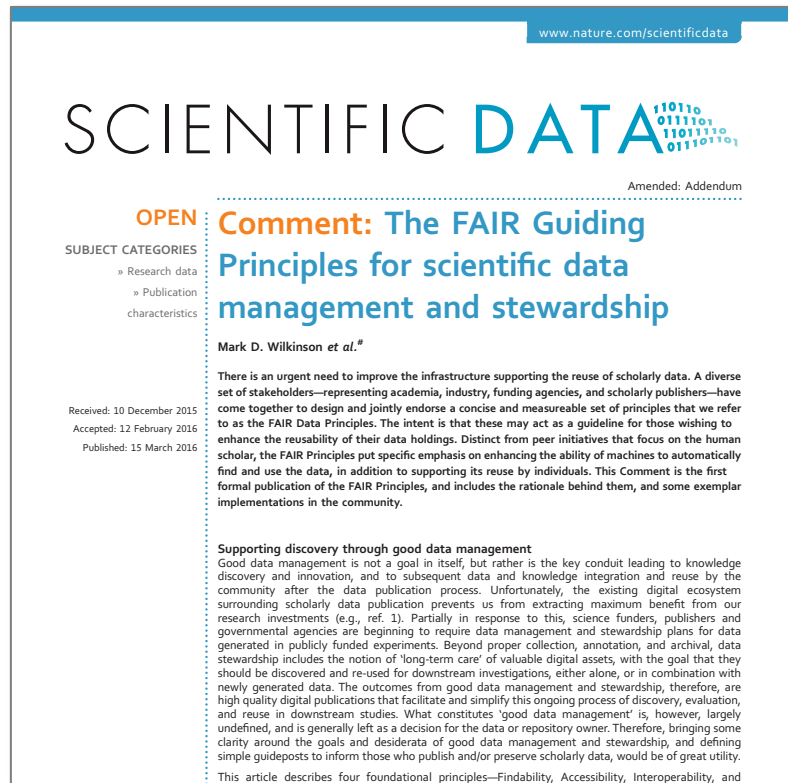 www.nature.com/scientificdata
SCIENTIFIC DATA
110110
0111101
11011110
011101101
Amended: Addendum
OPEN
SUBJECT CATEGORIES
» Research data
» Publication
characteristics
Received: 10 December 2015
Accepted: 12 February 2016
Published: 15 March 2016
Comment: The FAIR Guiding
Principles for scientific data
management and stewardship
Mark D. Wilkinson et al.#
There is an urgent need to improve the infrastructure supporting the reuse of scholarly data. A diverse
set of stakeholders—representing academia, industry, funding agencies, and scholarly publishers—have
come together to design and jointly endorse a concise and measureable set of principles that we refer
to as the FAIR Data Principles. The intent is that these may act as a guideline for those wishing to
enhance the reusability of their data holdings. Distinct from peer initiatives that focus on the human
scholar, the FAIR Principles put specific emphasis on enhancing the ability of machines to automatically
find and use the data, in addition to supporting its reuse by individuals. This Comment is the first
formal publication of the FAIR Principles, and includes the rationale behind them, and some exemplar
implementations in the community.
Supporting discovery through good data management
Good data management is not a goal in itself, but rather is the key conduit leading to knowledge
discovery and innovation, and to subsequent data and knowledge integration and reuse by the
community after the data publication process. Unfortunately, the existing digital ecosystem
surrounding scholarly data publication prevents us from extracting maximum benefit from our
research investments (e.g., ref. 1). Partially in response to this, science funders, publishers and
governmental agencies are beginning to require data management and stewardship plans for data
generated in publicly funded experiments. Beyond proper collection, annotation, and archival, data
stewardship includes the notion of ‘long-term care’ of valuable digital assets, with the goal that they
should be discovered and re-used for downstream investigations, either alone, or in combination with
newly generated data. The outcomes from good data management and stewardship, therefore, are
high quality digital publications that facilitate and simplify this ongoing process of discovery, evaluation,
and reuse in downstream studies. What constitutes ‘good data management’ is, however, largely
undefined, and is generally left as a decision for the data or repository owner. Therefore, bringing some
clarity around the goals and desiderata of good data management and stewardship, and defining
simple guideposts to inform those who publish and/or preserve scholarly data, would be of great utility.
This article describes four foundational principles—Findability, Accessibility, Interoperability, and